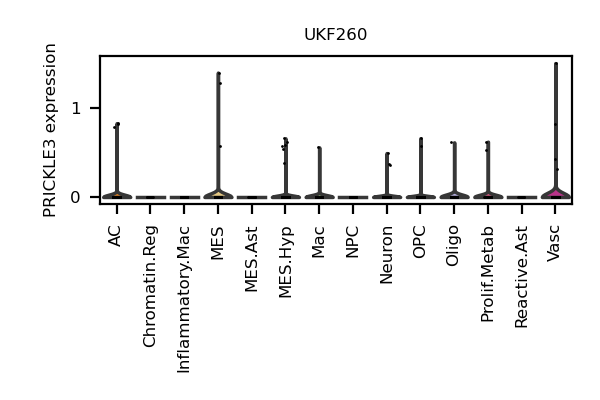 UKF260
PRICKLE3 expression
1
0
AC
Chromatin.Reg
Inflammatory.Mac
MES
MES.Ast
MES.Hyp
Mac
NPC
Neuron
OPC
Oligo
Prolif.Metab
Reactive.Ast
Vasc